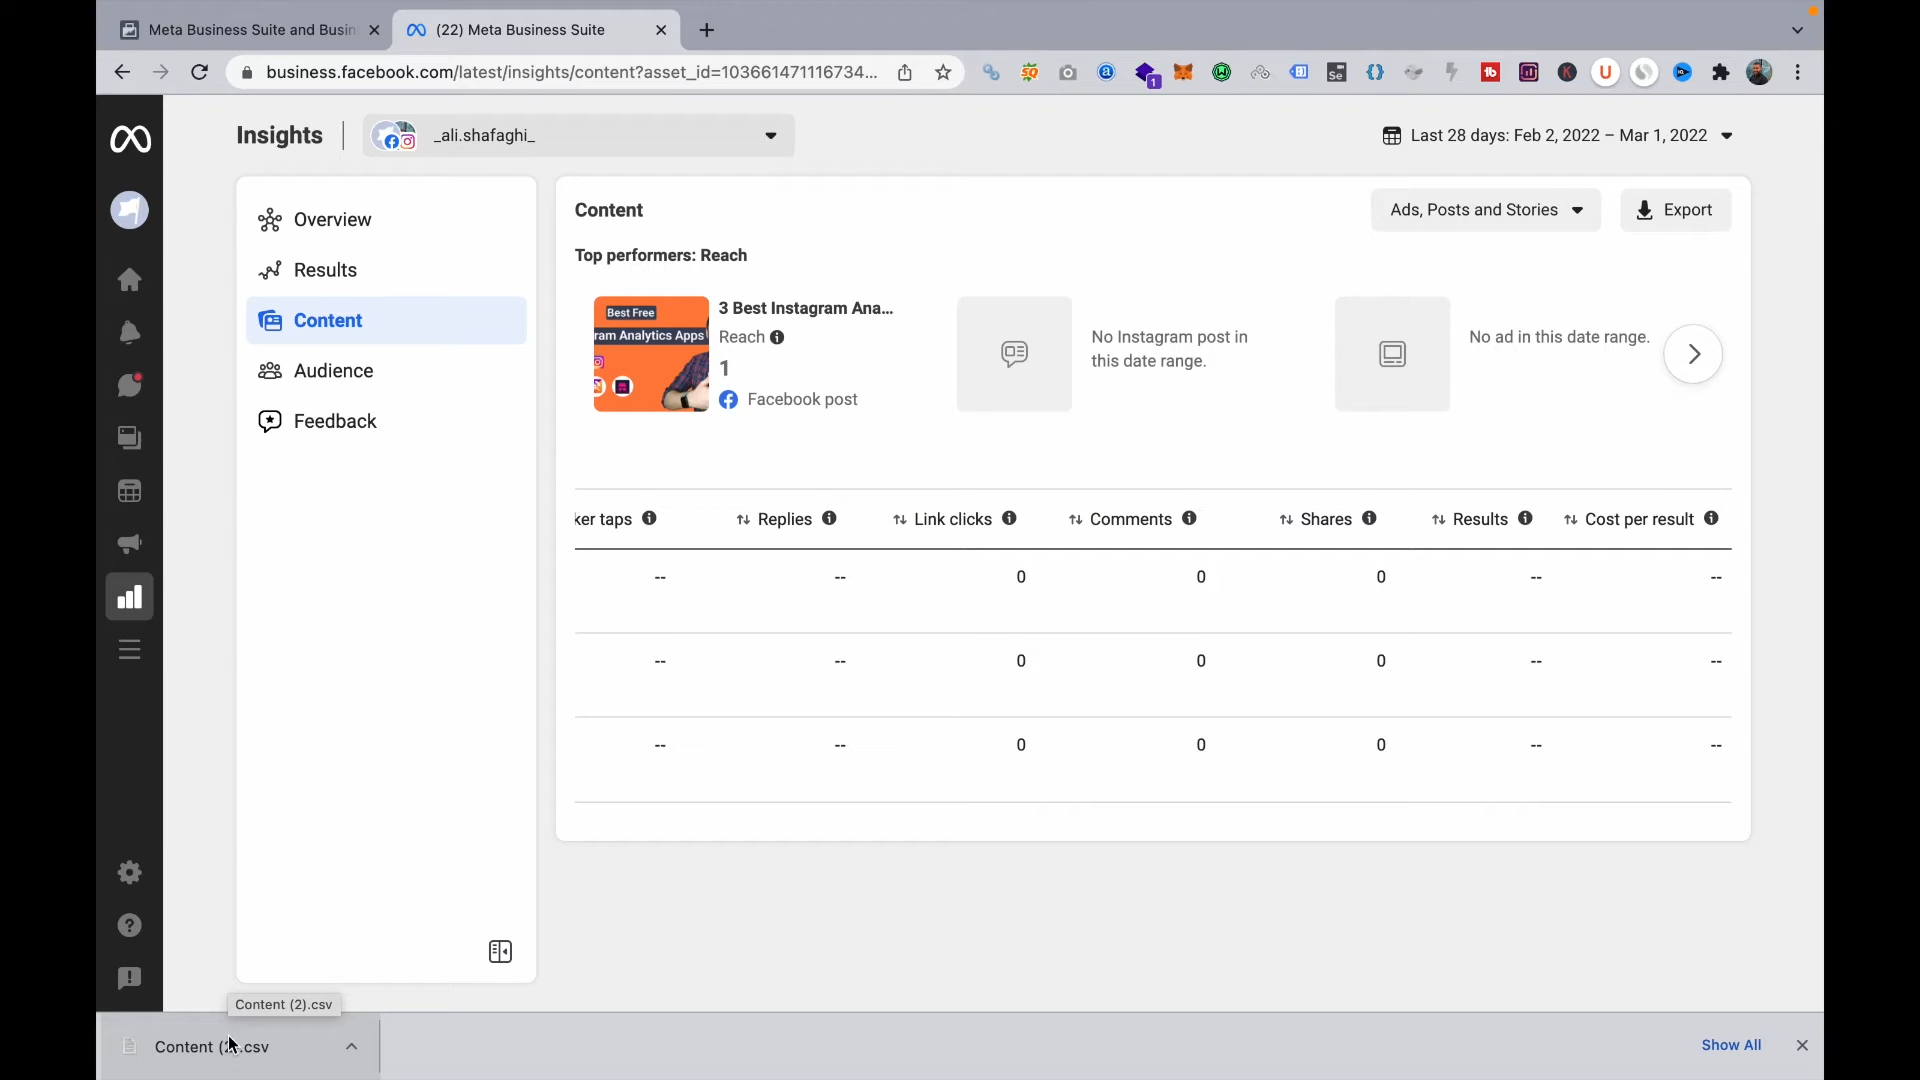 Meta Business Suite and Busin
(22) Meta Business Suite
business.facebook.com/latest/insights/content?asset_id=103661471116734...
Insights
_ali.shafaghi_
Last 28 days: Feb 2, 2022 – Mar 1, 2022
Overview
Results
Content
Audience
Feedback
Content
Ads, Posts and Stories
Export
Top performers: Reach
Best Free
ram Analytics Apps
3 Best Instagram Ana...
Reach
1
Facebook post
No Instagram post in
this date range.
No ad in this date range.
ker taps Replies Link clicks Comments Shares Results Cost per result
-- -- 0 0 0 -- --
-- -- 0 0 0 -- --
-- -- 0 0 0 -- --
Content (2).csv
Content (2).csv
Show All